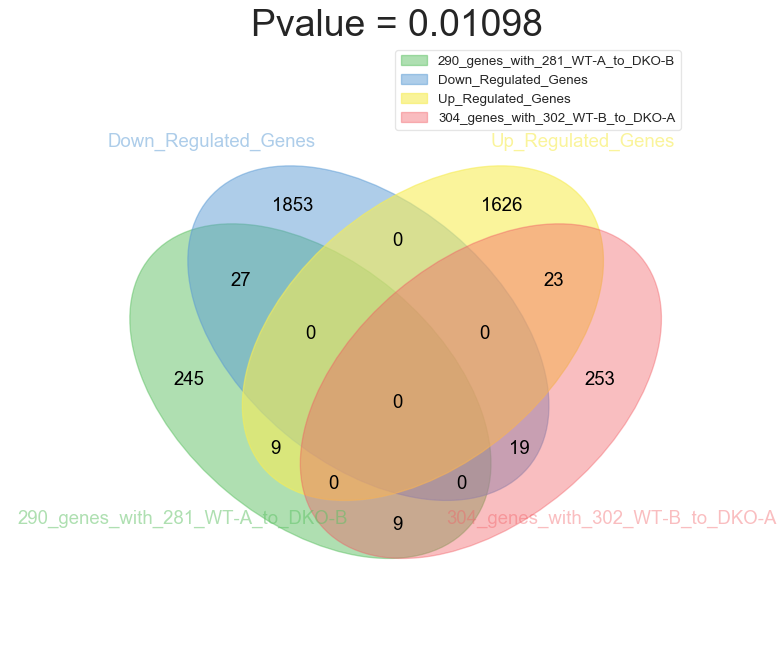 Pvalue = 0.01098
290_genes_with_281_WT-A_to_DKO-B
Down_Regulated_Genes
Up_Regulated_Genes
304_genes_with_302_WT-B_to_DKO-A
Down_Regulated_Genes
Up_Regulated_Genes
1853
1626
0
27
23
0
0
245
253
0
9
19
0
0
290_genes_with_281_WT-A_to_DKO-B
304_genes_with_302_WT-B_to_DKO-A
9